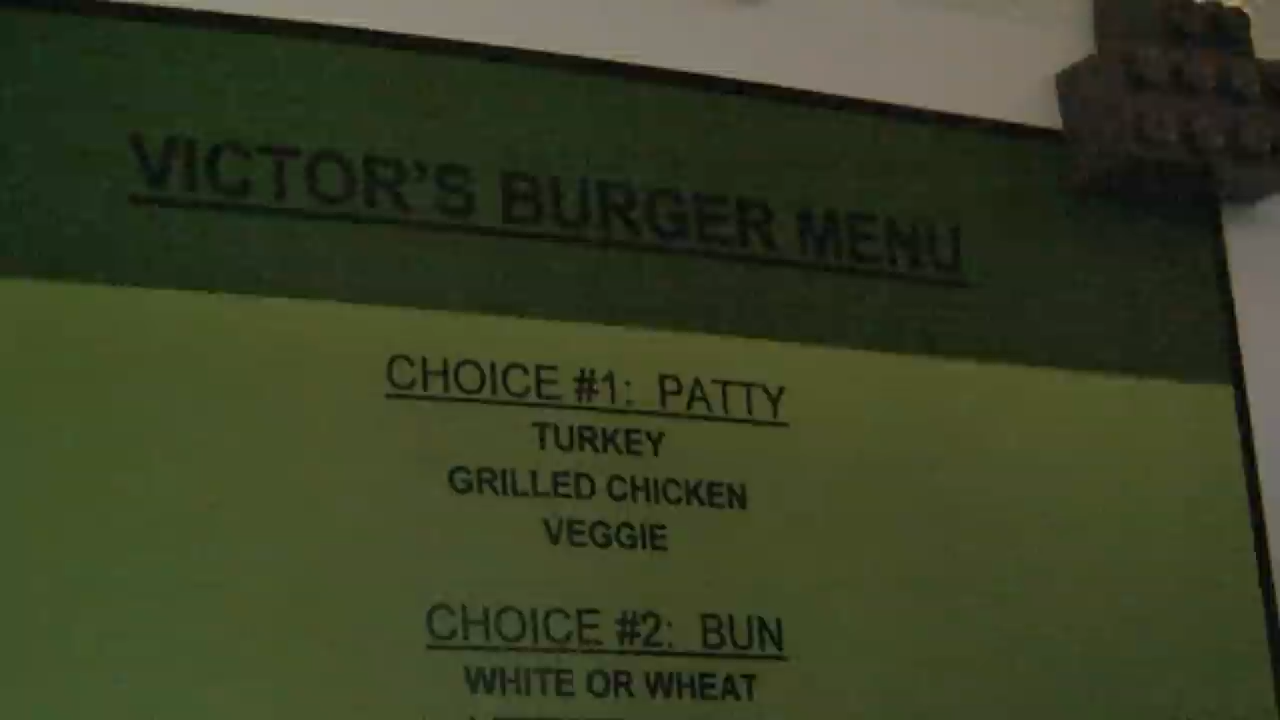 VICTOR'S BURGER MENU
CHOICE #1: PATTY
TURKEY
GRILLED CHICKEN
VEGGIE
CHOICE #2: BUN
WHITE OR WHEAT